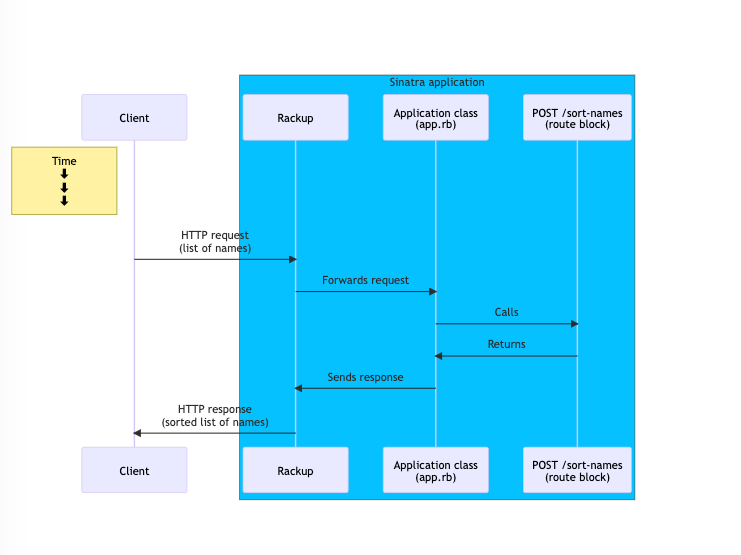 Sinatra application
Client
Rackup
Application class
(app.rb)
POST /sort-names
(route block)
Time
HTTP request
(list of names)
Forwards request
Calls
Returns
Sends response
HTTP response
(sorted list of names)
Client
Rackup
Application class
(app.rb)
POST /sort-names
(route block)